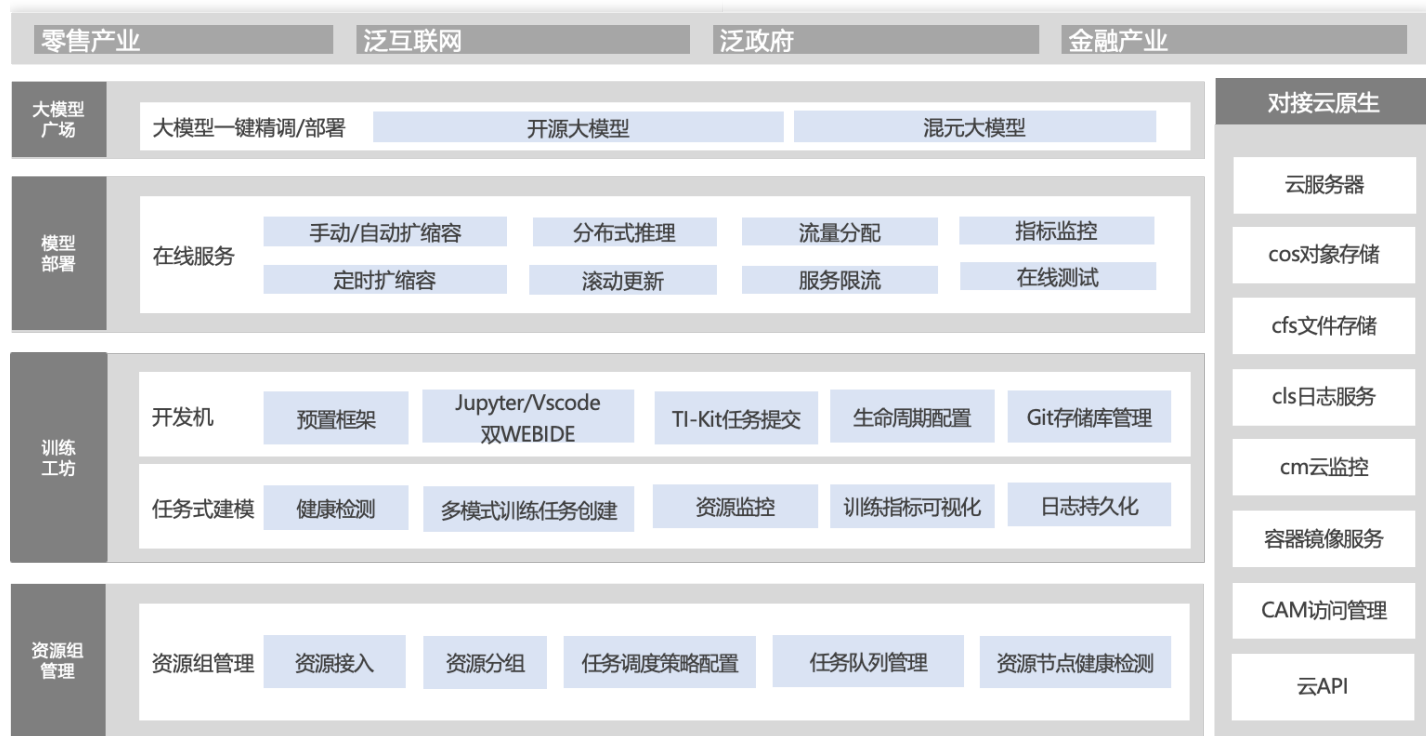 零售产业
泛互联网
泛政府
金融产业
大模型
广场
大模型一键精调/部署
开源大模型
混元大模型
模型
部署
在线服务
手动/自动扩缩容
分布式推理
流量分配
指标监控
定时扩缩容
滚动更新
服务限流
在线测试
训练
工坊
开发机
预置框架
Jupyter/Vscode
双WEBIDE
TI-Kit任务提交
生命周期配置
Git存储库管理
任务式建模
健康检测
多模式训练任务创建
资源监控
训练指标可视化
日志持久化
资源组
管理
资源组管理
资源接入
资源分组
任务调度策略配置
任务队列管理
资源节点健康检测
对接云原生
云服务器
cos对象存储
cfs文件存储
cls日志服务
cm云监控
容器镜像服务
CAM访问管理
云API